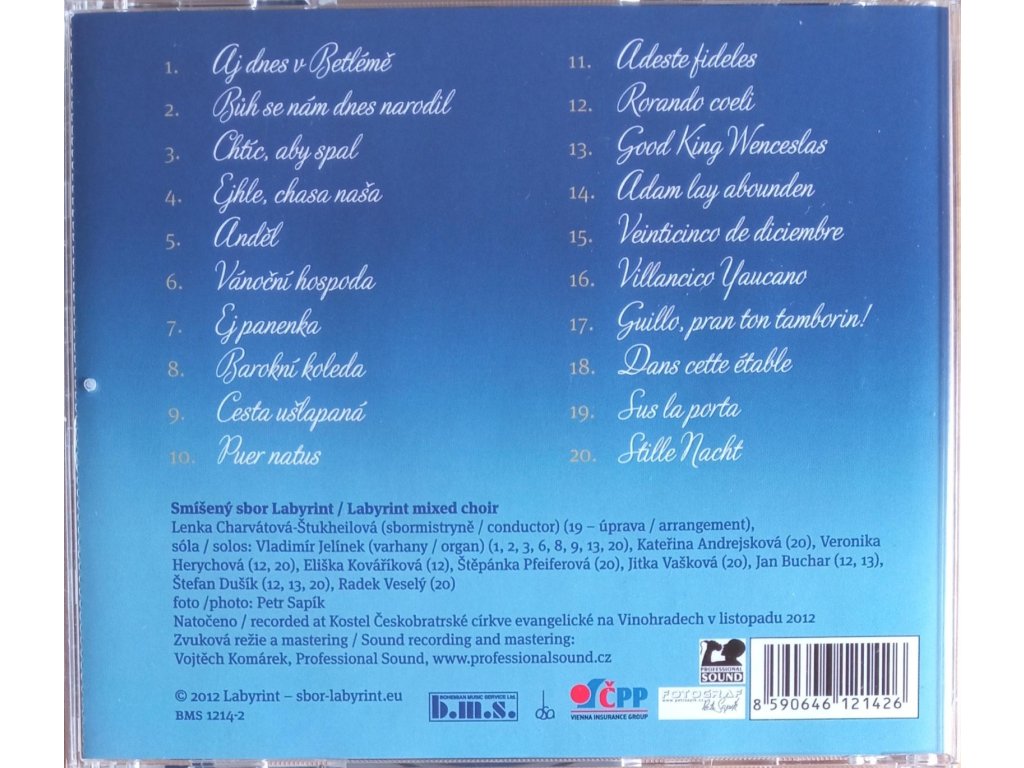 1. Aj dnes v Betlémě
2. Bůh se nám dnes narodil
3. Chtíc, aby spal
4. Ejhle, chasa naša
5. Anděl
6. Vánoční hospoda
7. Ej panenka
8. Barokní koleda
9. Cesta ušlapaná
10. Puer natus
11. Adeste fideles
12. Rorando coeli
13. Good King Wenceslas
14. Adam lay abounden
15. Veinticinco de diciembre
16. Villancico Yaucano
17. Guillo, pran ton tamborin!
18. Dans cette étable
19. Sus la porta
20. Stille Nacht
Smíšený sbor Labyrint / Labyrint mixed choir
Lenka Charvátová-Štukheilová (sbormistryně / conductor) (19 – úprava / arrangement),
sóla / solos: Vladimír Jelínek (varhany / organ) (1, 2, 3, 6, 8, 9, 13, 20), Kateřina Andrejsková (20), Veronika
Herychová (12, 20), Eliška Kováříková (12), Štěpánka Pfeiferová (20), Jitka Vašková (20), Jan Buchar (12, 13),
Štefan Dušík (12, 13, 20), Radek Veselý (20)
foto /photo: Petr Sapík
Natočeno / recorded at Kostel Českobratrské církve evangelické na Vinohradech v listopadu 2012
Zvuková režie a mastering / Sound recording and mastering:
Vojtěch Komárek, Professional Sound, www.professionalsound.cz
PROFESSIONAL
SOUND
© 2012 Labyrint – sbor-labyrint.eu
BMS 1214-2
BOHEMIAN MUSIC SERVICE Ltd.
b.m.s.
osa
ČPP
VIENNA INSURANCE GROUP
FOTOGRAF
8 590646 121426